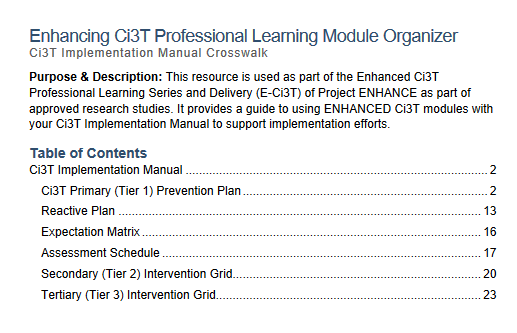 Enhancing Ci3T Professional Learning Module Organizer
Ci3T Implementation Manual Crosswalk
Purpose & Description: This resource is used as part of the Enhanced Ci3T
Professional Learning Series and Delivery (E-Ci3T) of Project ENHANCE as part of
approved research studies. It provides a guide to using ENHANCED Ci3T modules with
your Ci3T Implementation Manual to support implementation efforts.
Table of Contents
Ci3T Implementation Manual ........ 2
Ci3T Primary (Tier 1) Prevention Plan ........ 2
Reactive Plan ........ 13
Expectation Matrix ........ 16
Assessment Schedule ........ 17
Secondary (Tier 2) Intervention Grid ........ 20
Tertiary (Tier 3) Intervention Grid ........ 23